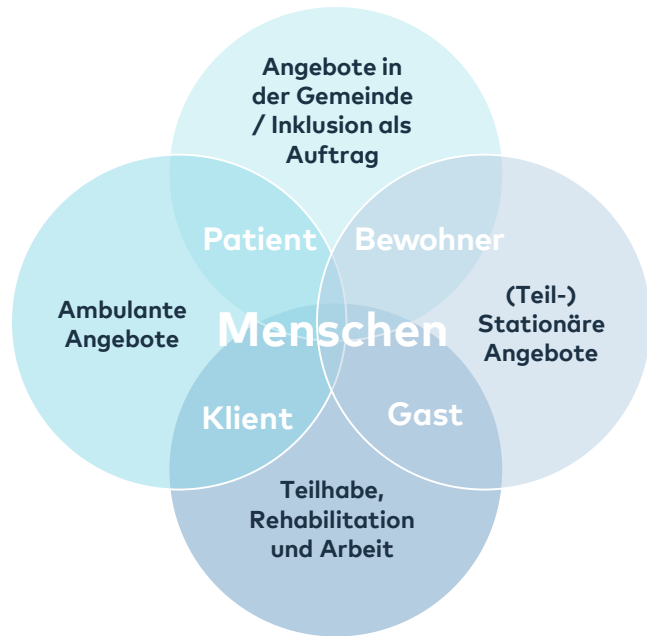 Angebote in
der Gemeinde
/ Inklusion als
Auftrag
Patient
Bewohner
Ambulante
Angebote
Menschen
(Teil-)
Stationäre
Angebote
Klient
Gast
Teilhabe,
Rehabilitation
und Arbeit